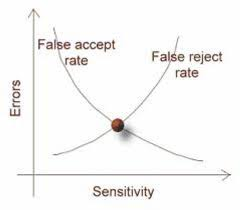 False accept
rate
False reject
rate
Errors
Sensitivity